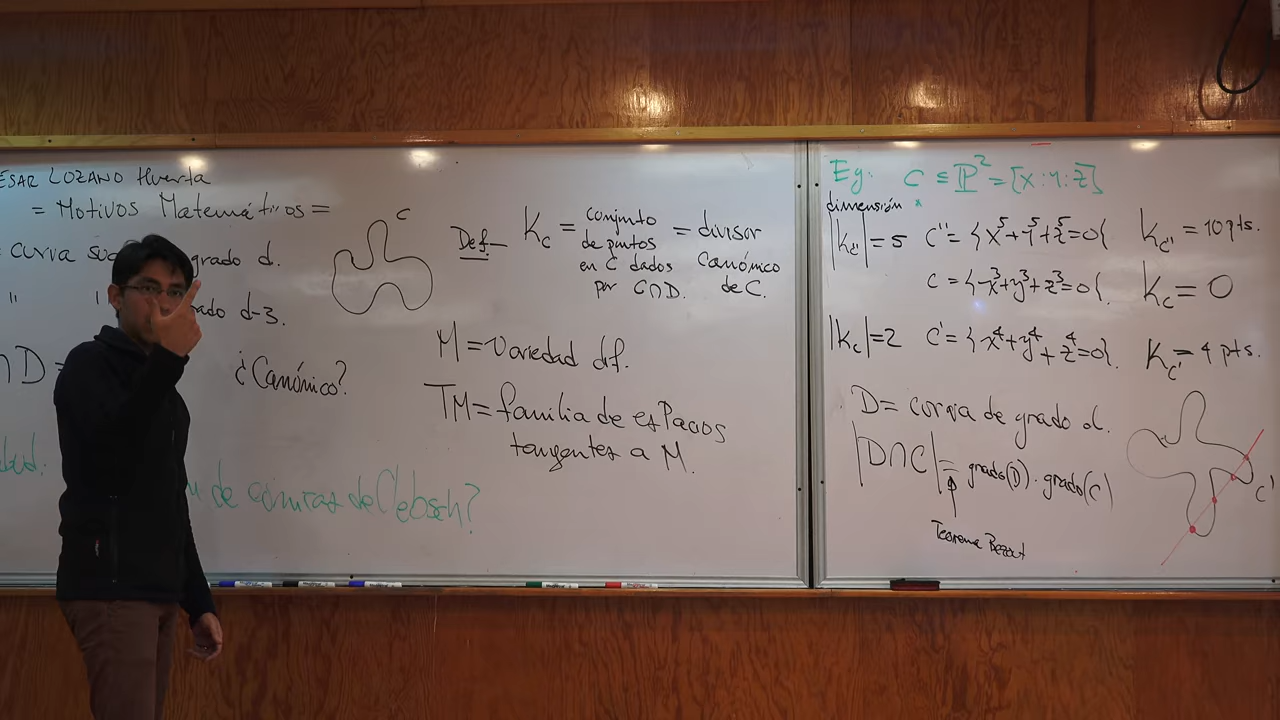 LOZANO Huerta
= Motivos Matemáticos =
= curva grado d.
" "
d-3.
∩D=
¿Canónico?
de cónicas de Clebsch?
C
Def.- K_C = conjunto de puntos en C dados por C∩D. = divisor canónico de C.
M = variedad dif.
TM = familia de espacios
tangentes a M.
Eg: C ⊆ ℙ² = [X:Y:Z]
dimensión
|K_C''| = 5 C'' = {x⁵+y⁵+z⁵=0} K_C'' = 10 pts.
C = {x³+y³+z³=0}. K_C = 0
|K_C| = 2 C' = {x⁴+y⁴+z⁴=0}. K_C' = 4 pts.
D = curva de grado d.
|D∩C| = grado(D)·grado(C)
Teorema Bezout
C'